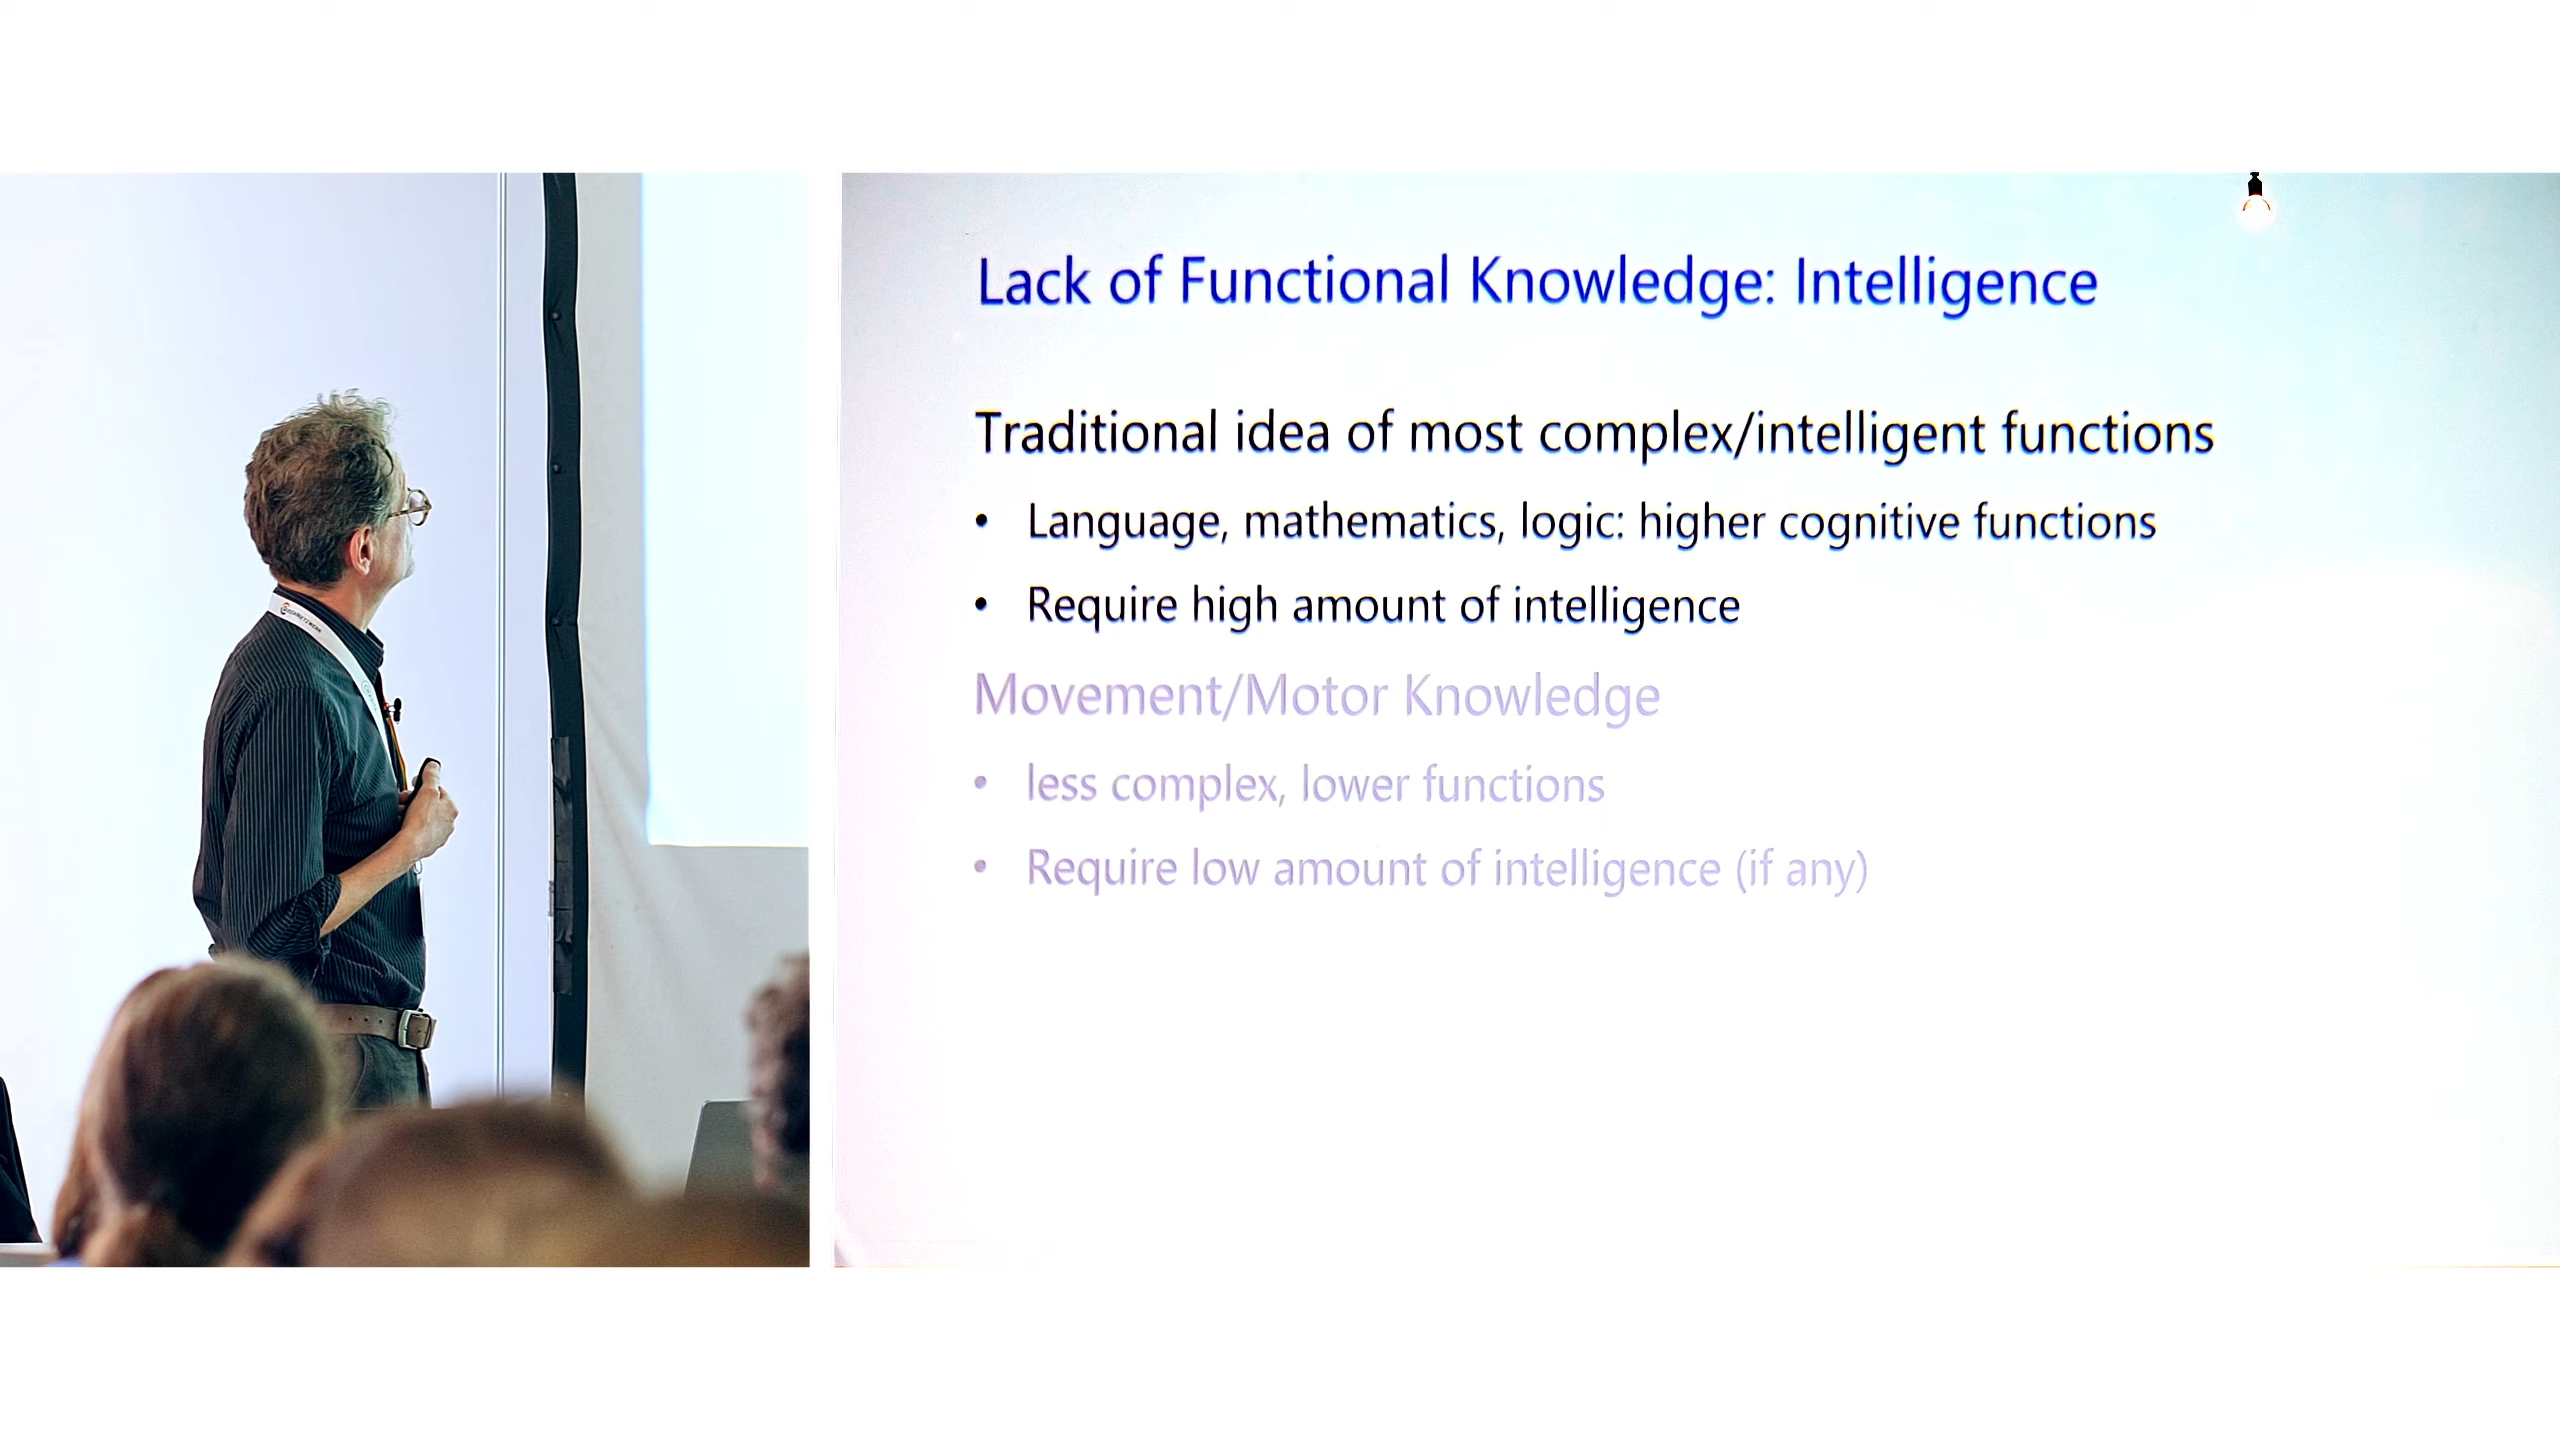 Lack of Functional Knowledge: Intelligence
Traditional idea of most complex/intelligent functions
• Language, mathematics, logic: higher cognitive functions
• Require high amount of intelligence
Movement/Motor Knowledge
• less complex, lower functions
• Require low amount of intelligence (if any)